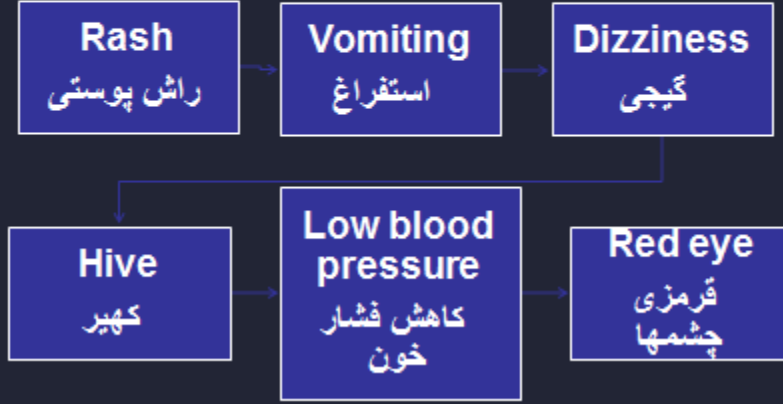 Rash
راش پوستی
Vomiting
استفراغ
Dizziness
گیجی
Hive
کهیر
Low blood
pressure
کاهش فشار
خون
Red eye
قرمزی
چشمها